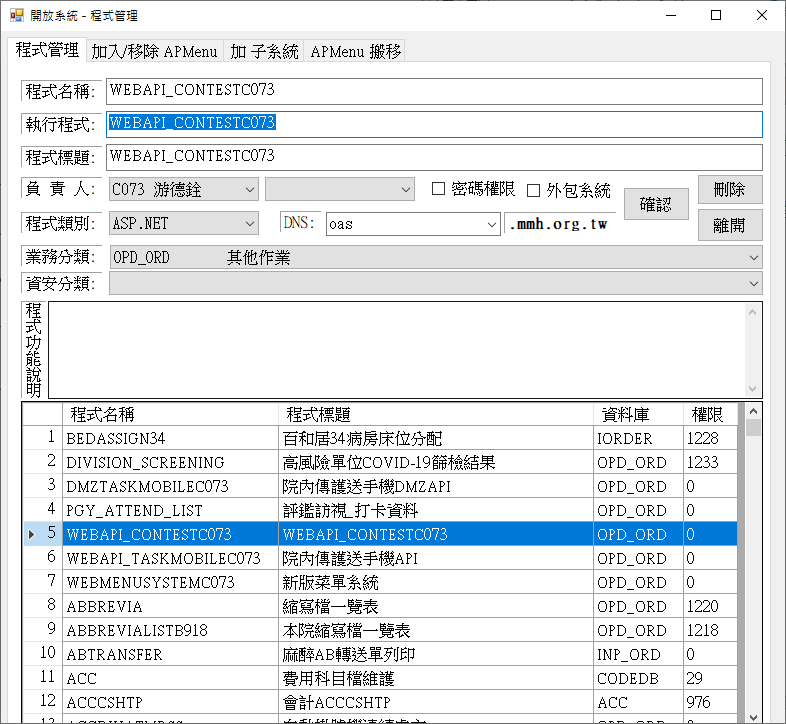 開放系統 - 程式管理
程式管理 加入/移除 APMenu 加 子系統 APMenu 搬移
程式名稱: WEBAPI_CONTESTC073
執行程式: WEBAPI_CONTESTC073
程式標題: WEBAPI_CONTESTC073
負 責 人: C073 游德銓 密碼權限 外包系統 確認 刪除
程式類別: ASP.NET DNS: oas .mmh.org.tw 離開
業務分類: OPD_ORD 其他作業
資安分類:
程式功能說明
程式名稱 程式標題 資料庫 權限
1 BEDASSIGN34 百和居34病房床位分配 IORDER 1228
2 DIVISION_SCREENING 高風險單位COVID-19篩檢結果 OPD_ORD 1233
3 DMZTASKMOBILEC073 院內傳護送手機DMZAPI OPD_ORD 0
4 PGY_ATTEND_LIST 評鑑訪視_打卡資料 OPD_ORD 0
5 WEBAPI_CONTESTC073 WEBAPI_CONTESTC073 OPD_ORD 0
6 WEBAPI_TASKMOBILEC073 院內傳護送手機API OPD_ORD 0
7 WEBMENUSYSTEMC073 新版菜單系統 OPD_ORD 0
8 ABBREVIA 縮寫檔一覽表 OPD_ORD 1220
9 ABBREVIALISTB918 本院縮寫檔一覽表 OPD_ORD 1218
10 ABTRANSFER 麻醉AB轉送單列印 INP_ORD 0
11 ACC 費用科目檔維護 CODEDB 29
12 ACCCSHTP 會計ACCCSHTP ACC 976